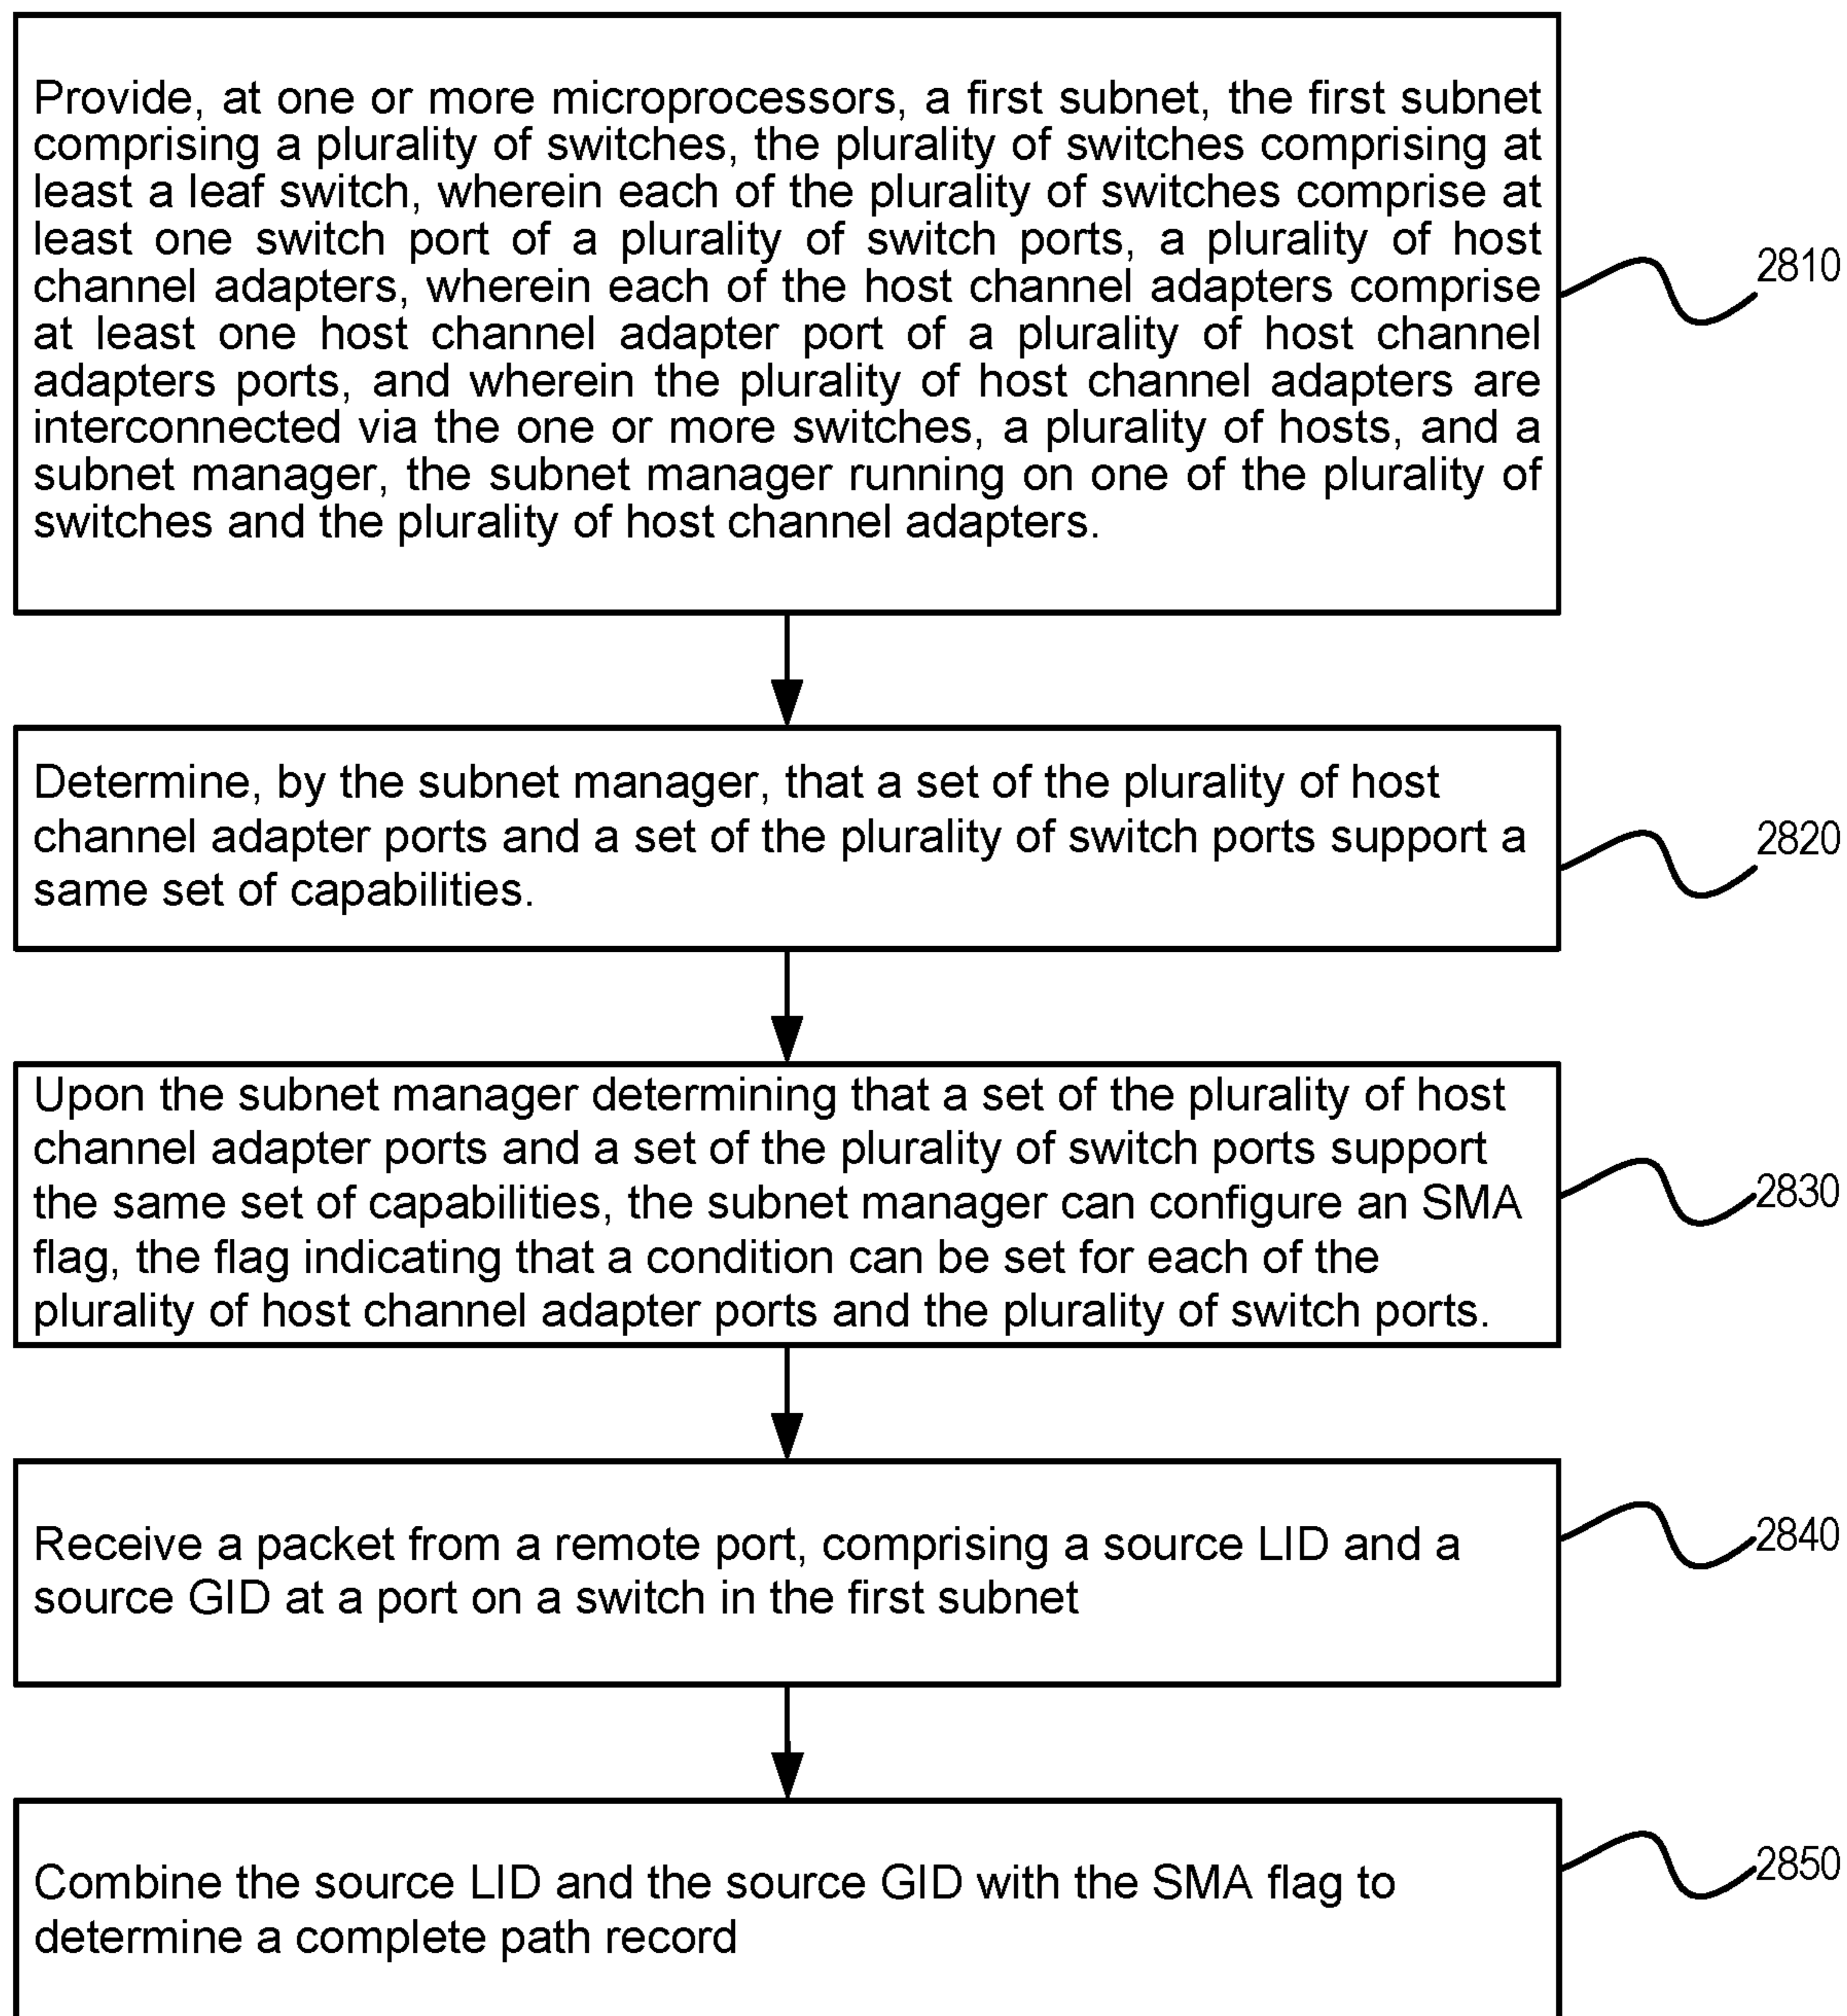 Provide, at one or more microprocessors, a first subnet, the first subnet
comprising a plurality of switches, the plurality of switches comprising at
least a leaf switch, wherein each of the plurality of switches comprise at
least one switch port of a plurality of switch ports, a plurality of host
channel adapters, wherein each of the host channel adapters comprise
at least one host channel adapter port of a plurality of host channel
adapters ports, and wherein the plurality of host channel adapters are
interconnected via the one or more switches, a plurality of hosts, and a
subnet manager, the subnet manager running on one of the plurality of
switches and the plurality of host channel adapters.
2810
Determine, by the subnet manager, that a set of the plurality of host
channel adapter ports and a set of the plurality of switch ports support a
same set of capabilities.
2820
Upon the subnet manager determining that a set of the plurality of host
channel adapter ports and a set of the plurality of switch ports support
the same set of capabilities, the subnet manager can configure an SMA
flag, the flag indicating that a condition can be set for each of the
plurality of host channel adapter ports and the plurality of switch ports.
2830
Receive a packet from a remote port, comprising a source LID and a
source GID at a port on a switch in the first subnet
2840
Combine the source LID and the source GID with the SMA flag to
determine a complete path record
2850